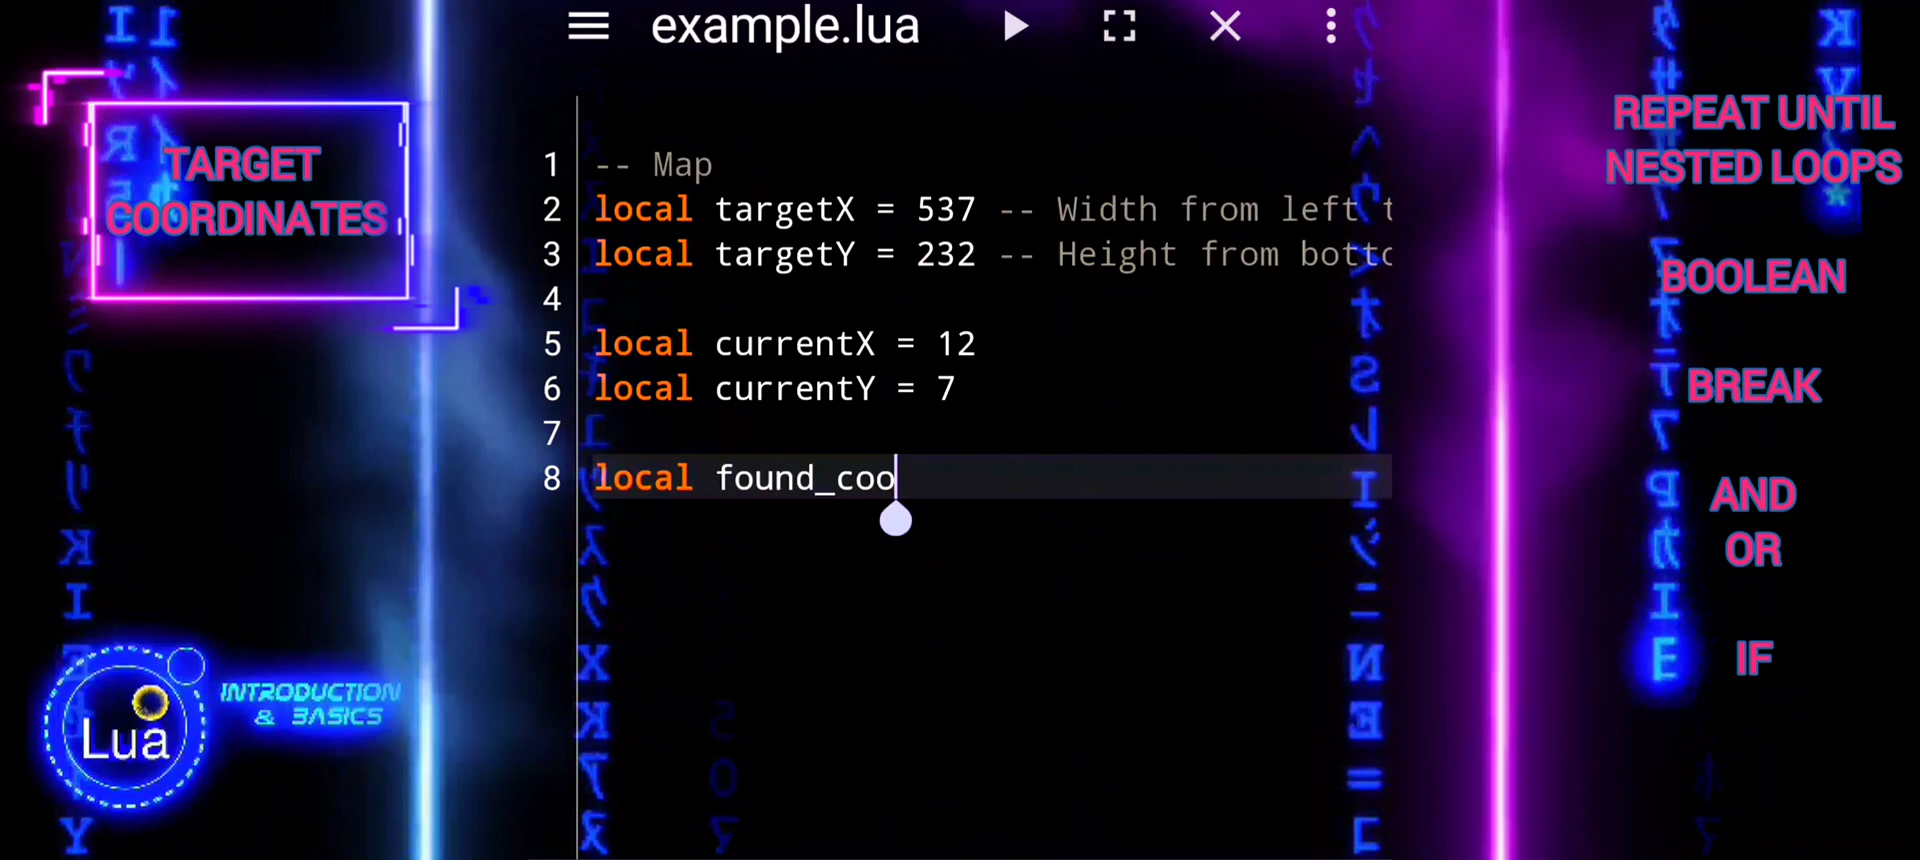 TARGET
COORDINATES
Lua
INTRODUCTION
& BASICS
example.lua
1 -- Map
2 local targetX = 537 -- Width from left
3 local targetY = 232 -- Height from botto
4
5 local currentX = 12
6 local currentY = 7
7
8 local found_coo
REPEAT UNTIL
NESTED LOOPS
BOOLEAN
BREAK
AND
OR
IF